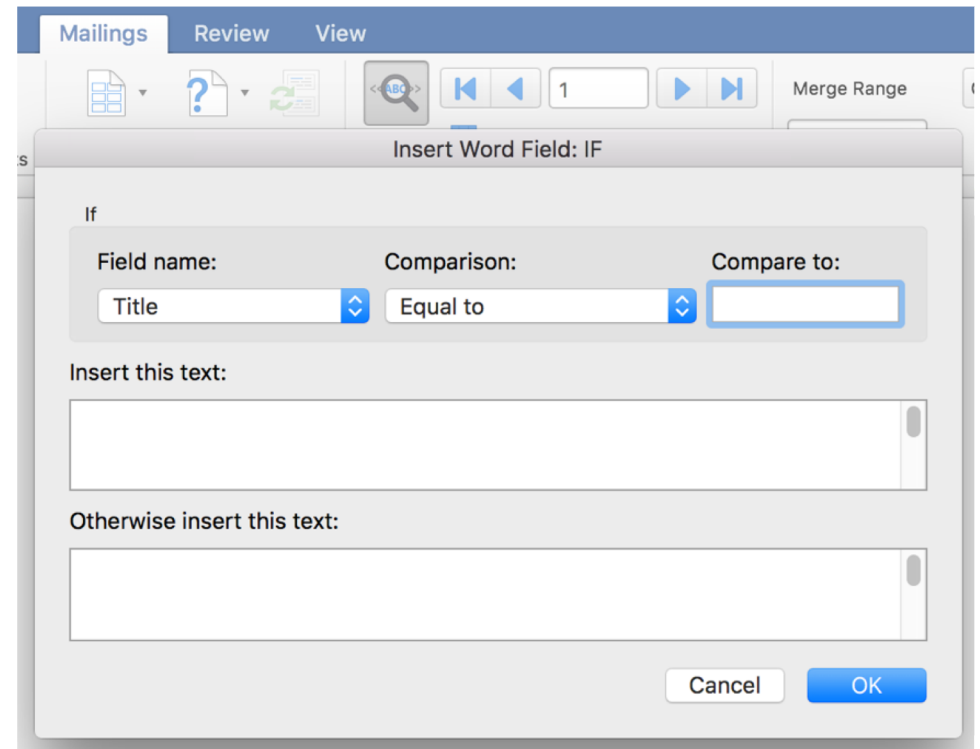 Mailings Review View
<<ABC>> 1 Merge Range
s
Insert Word Field: IF
If
Field name: Comparison: Compare to:
Title Equal to
Insert this text:
Otherwise insert this text:
Cancel OK